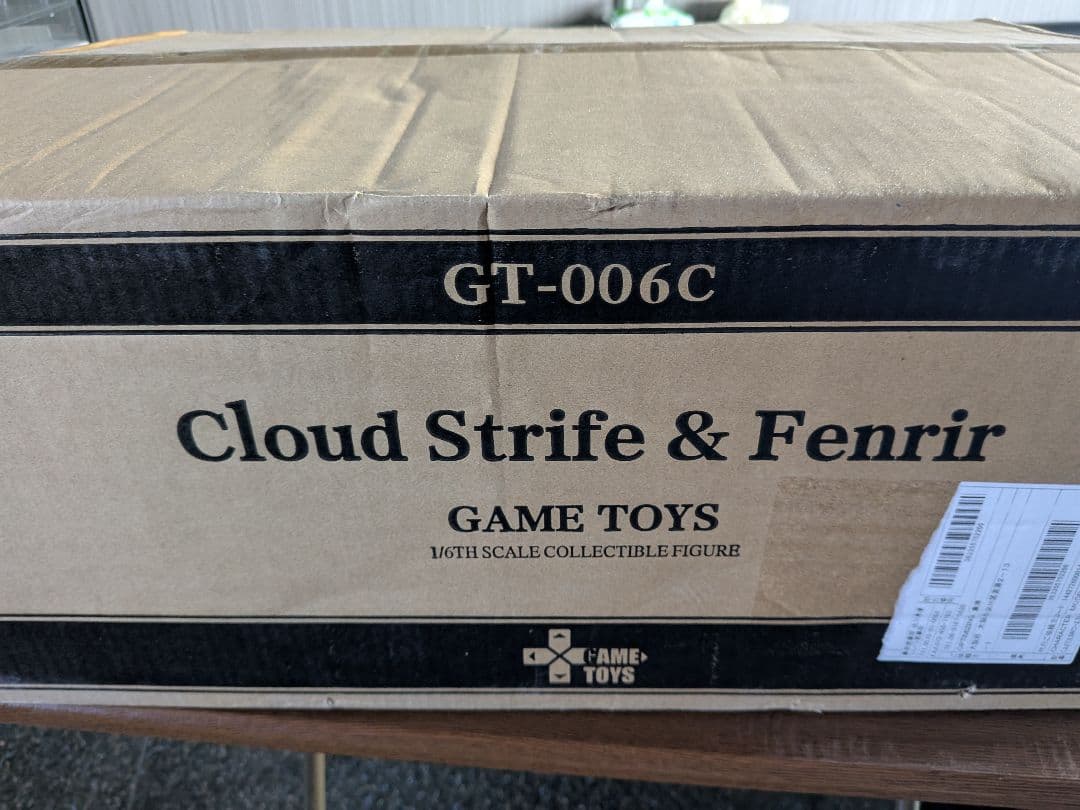 GT-006C
Cloud Strife & Fenrir
GAME TOYS
1/6TH SCALE COLLECTIBLE FIGURE
GAME
TOYS